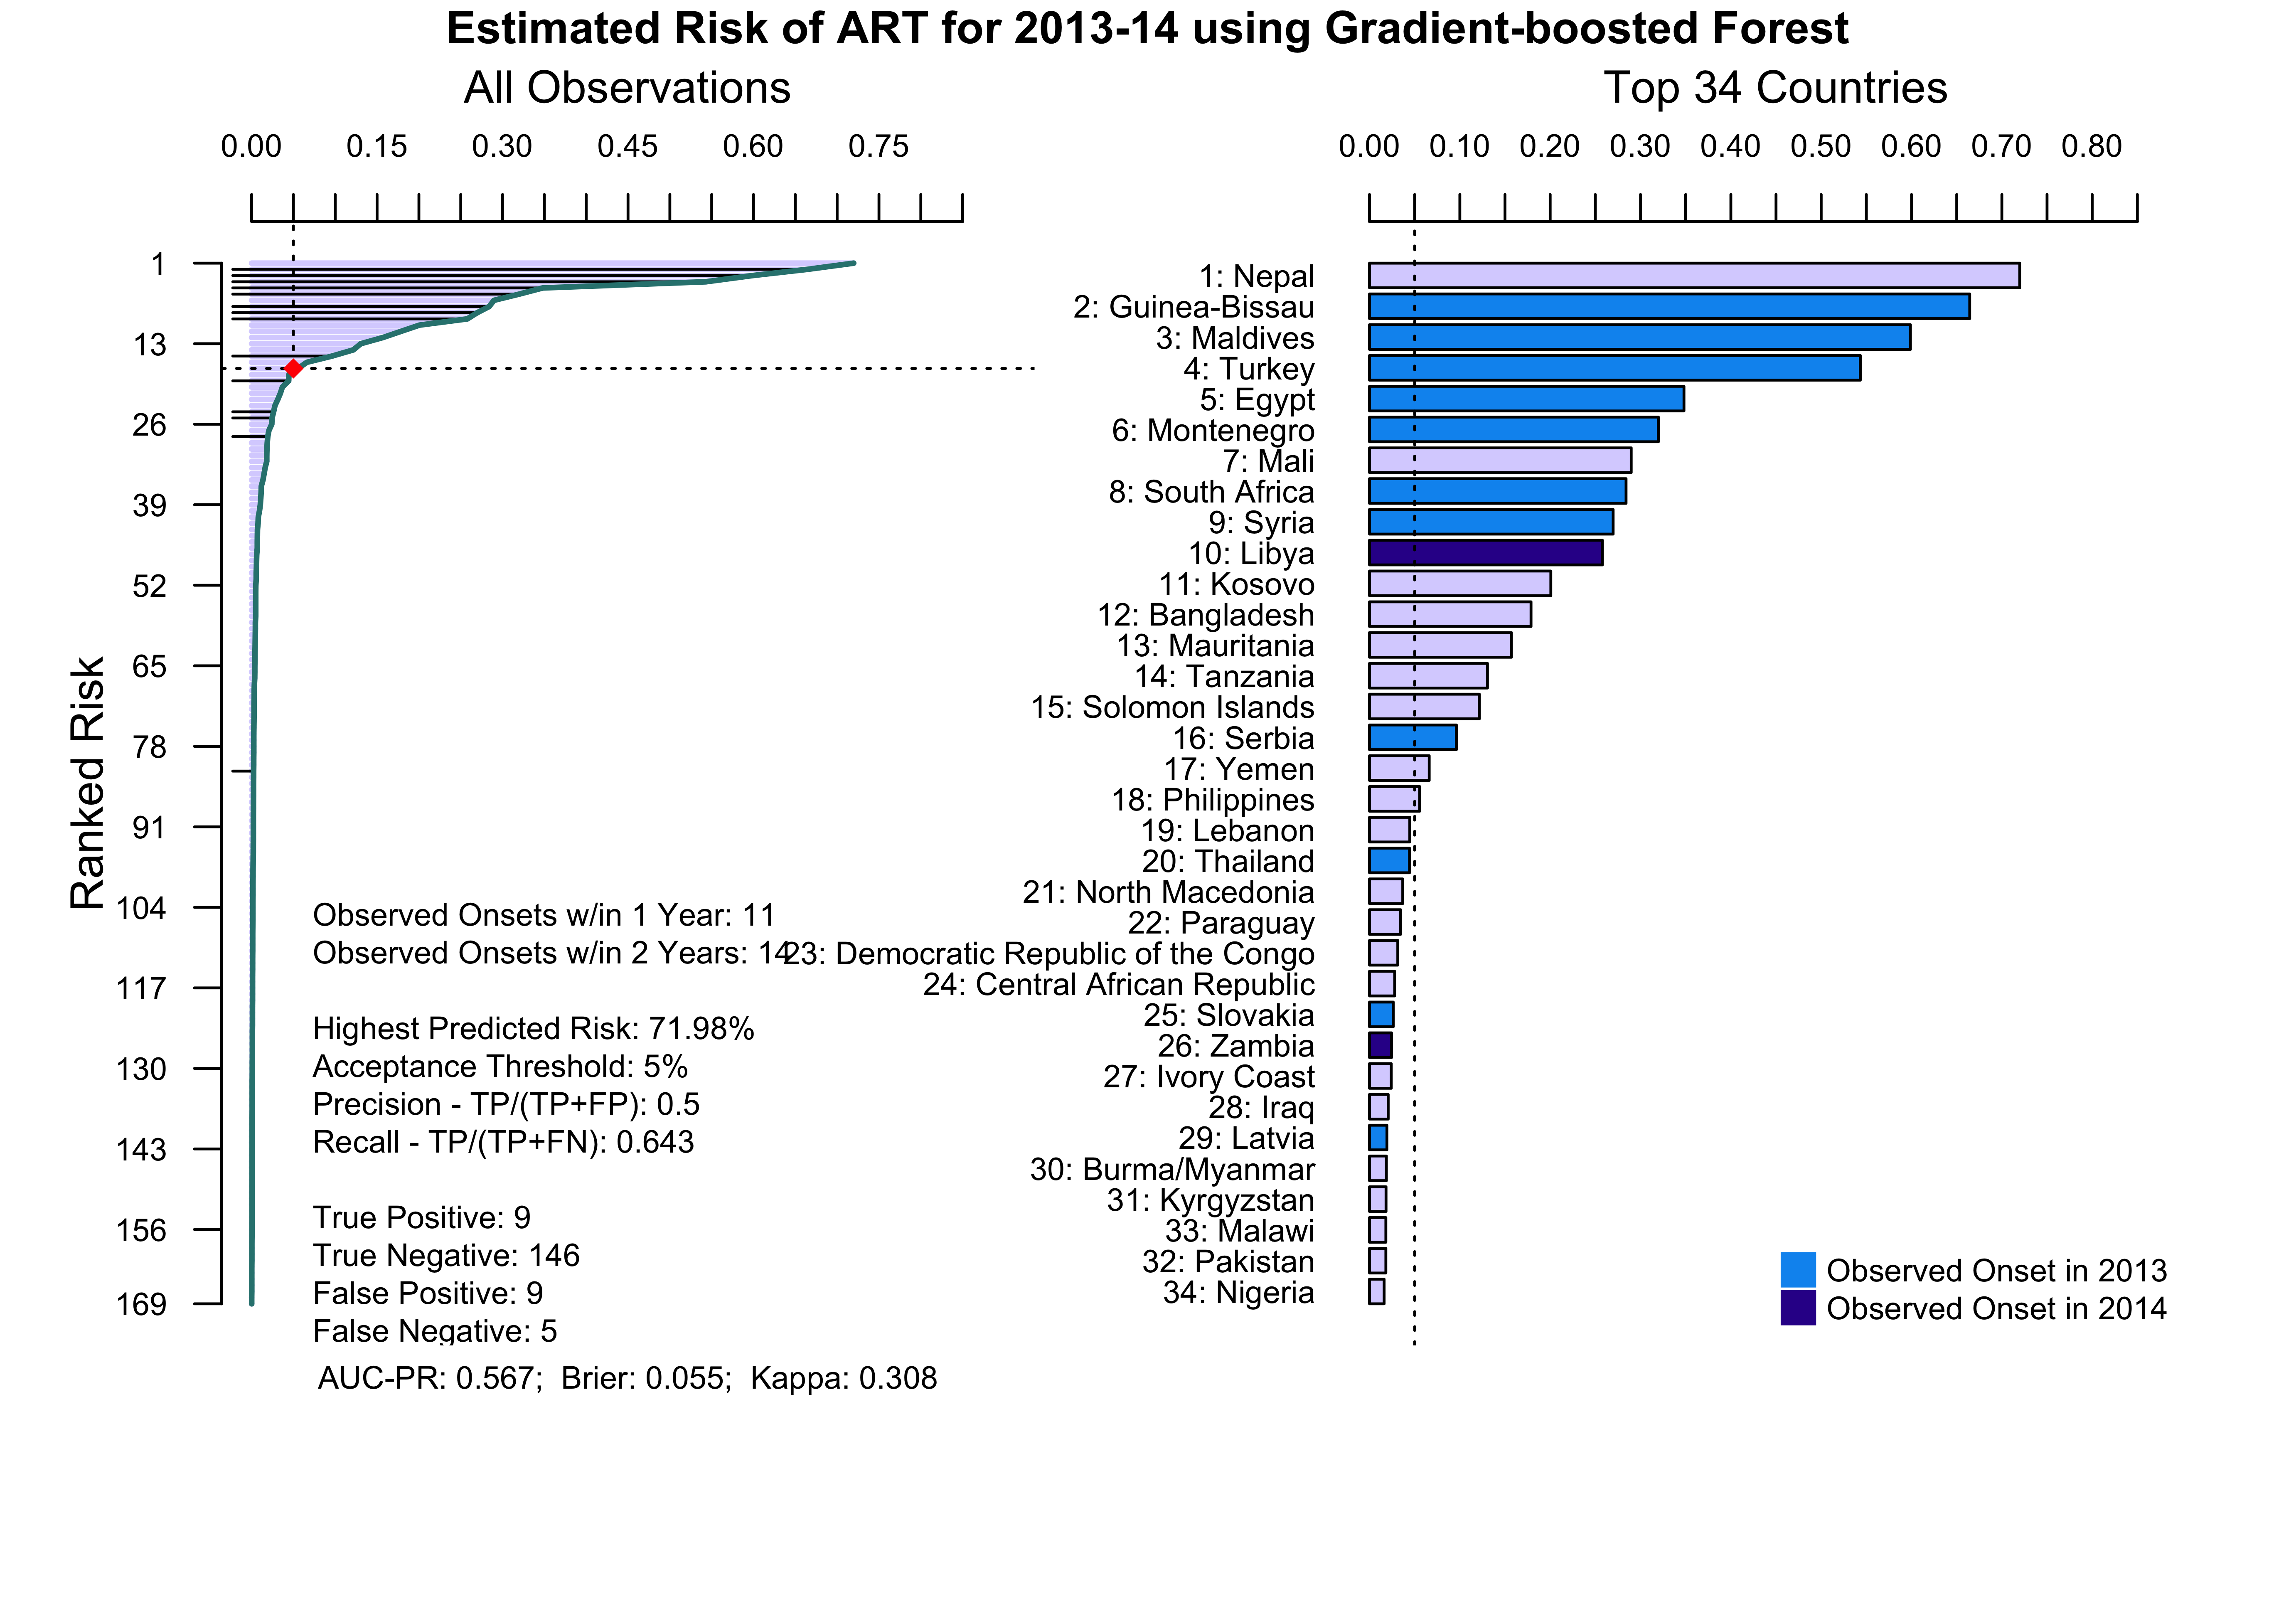 Estimated Risk of ART for 2013-14 using Gradient-boosted Forest
All Observations
0.00 0.15 0.30 0.45 0.60 0.75
Ranked Risk
1
13
26
39
52
65
78
91
104
117
130
143
156
169
Observed Onsets w/in 1 Year: 11
Observed Onsets w/in 2 Years: 14
Highest Predicted Risk: 71.98%
Acceptance Threshold: 5%
Precision - TP/(TP+FP): 0.5
Recall - TP/(TP+FN): 0.643
True Positive: 9
True Negative: 146
False Positive: 9
False Negative: 5
AUC-PR: 0.567; Brier: 0.055; Kappa: 0.308
Top 34 Countries
0.00 0.10 0.20 0.30 0.40 0.50 0.60 0.70 0.80
1: Nepal
2: Guinea-Bissau
3: Maldives
4: Turkey
5: Egypt
6: Montenegro
7: Mali
8: South Africa
9: Syria
10: Libya
11: Kosovo
12: Bangladesh
13: Mauritania
14: Tanzania
15: Solomon Islands
16: Serbia
17: Yemen
18: Philippines
19: Lebanon
20: Thailand
21: North Macedonia
22: Paraguay
23: Democratic Republic of the Congo
24: Central African Republic
25: Slovakia
26: Zambia
27: Ivory Coast
28: Iraq
29: Latvia
30: Burma/Myanmar
31: Kyrgyzstan
33: Malawi
32: Pakistan
34: Nigeria
Observed Onset in 2013
Observed Onset in 2014